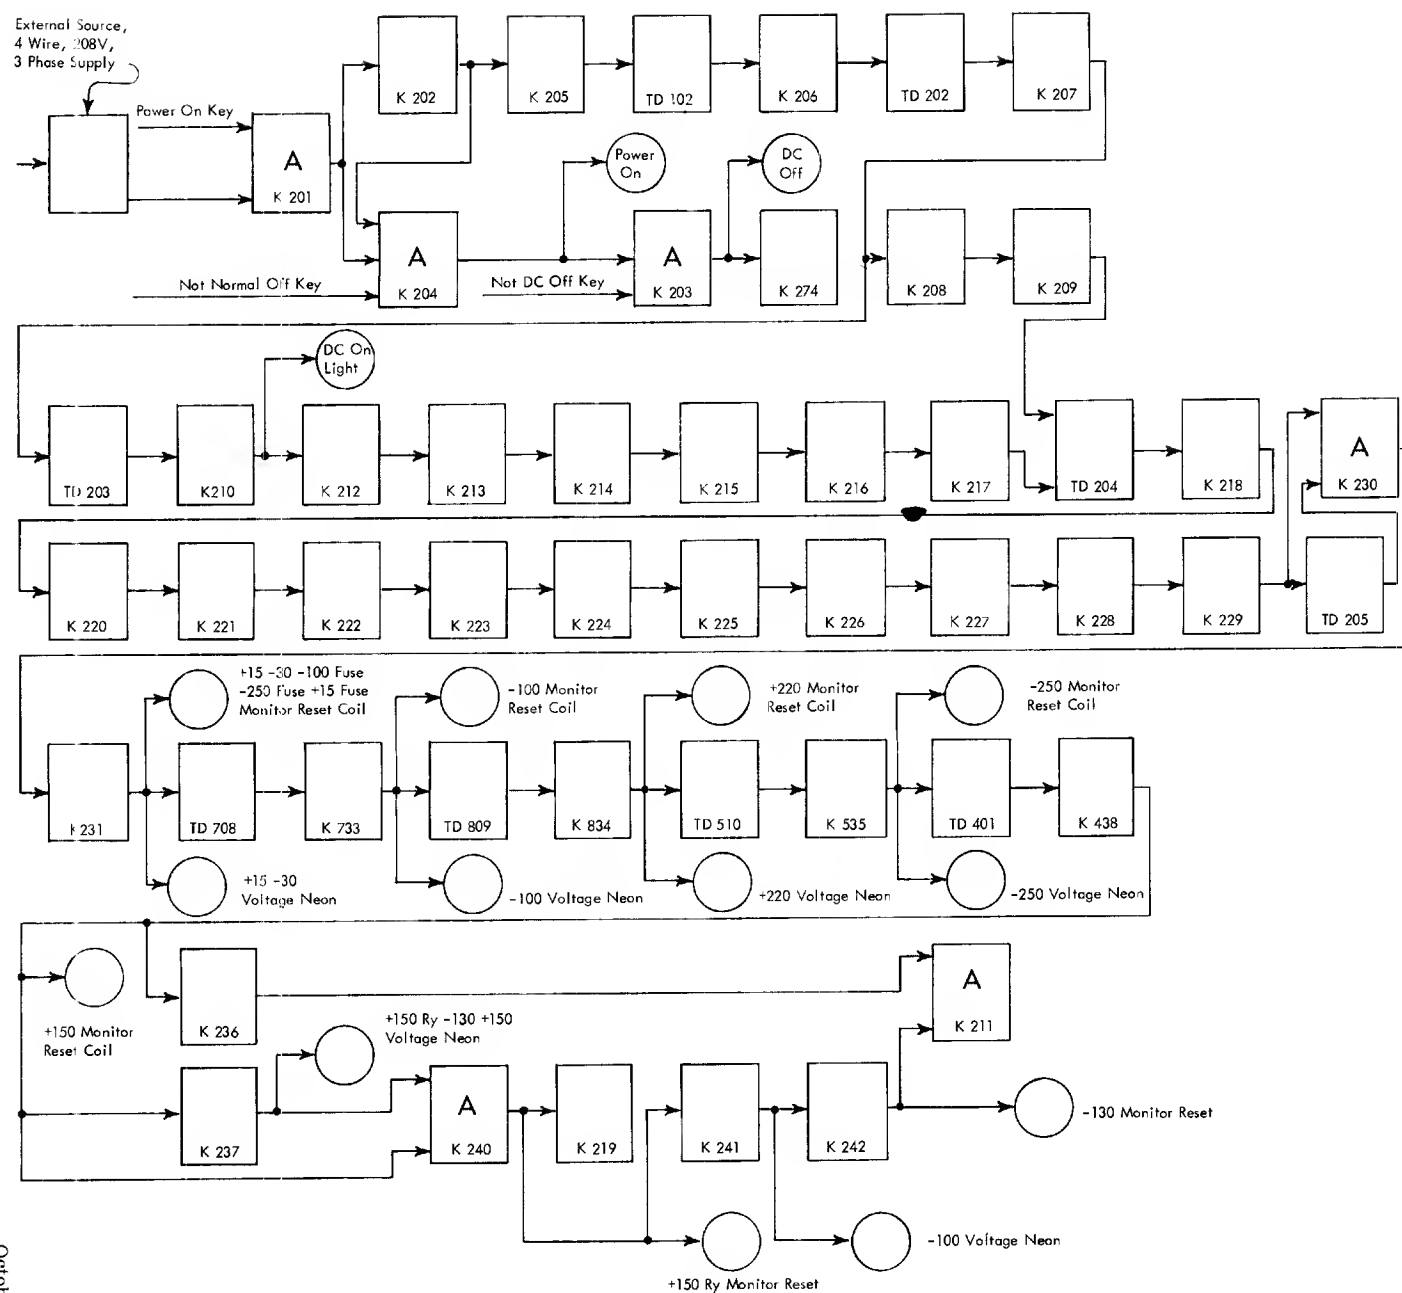 External Source,
4 Wire, 208V,
3 Phase Supply
Power On Key
A
K 201
K 202
K 205
TD 102
K 206
TD 202
K 207
Power
On
DC
Off
A
K 204
Not Normal Off Key
Not DC Off Key
A
K 203
K 274
K 208
K 209
DC On
Light
TD 203
K210
K 212
K 213
K 214
K 215
K 216
K 217
TD 204
K 218
A
K 230
K 220
K 221
K 222
K 223
K 224
K 225
K 226
K 227
K 228
K 229
TD 205
+15 -30 -100 Fuse
-250 Fuse +15 Fuse
Monitor Reset Coil
-100 Monitor
Reset Coil
+220 Monitor
Reset Coil
-250 Monitor
Reset Coil
K 231
TD 708
K 733
TD 809
K 834
TD 510
K 535
TD 401
K 438
+15 -30
Voltage Neon
-100 Voltage Neon
+220 Voltage Neon
-250 Voltage Neon
+150 Monitor
Reset Coil
K 236
A
K 211
+150 Ry -130 +150
Voltage Neon
K 237
A
K 240
K 219
K 241
K 242
-130 Monitor Reset
-100 Voltage Neon
+150 Ry Monitor Reset